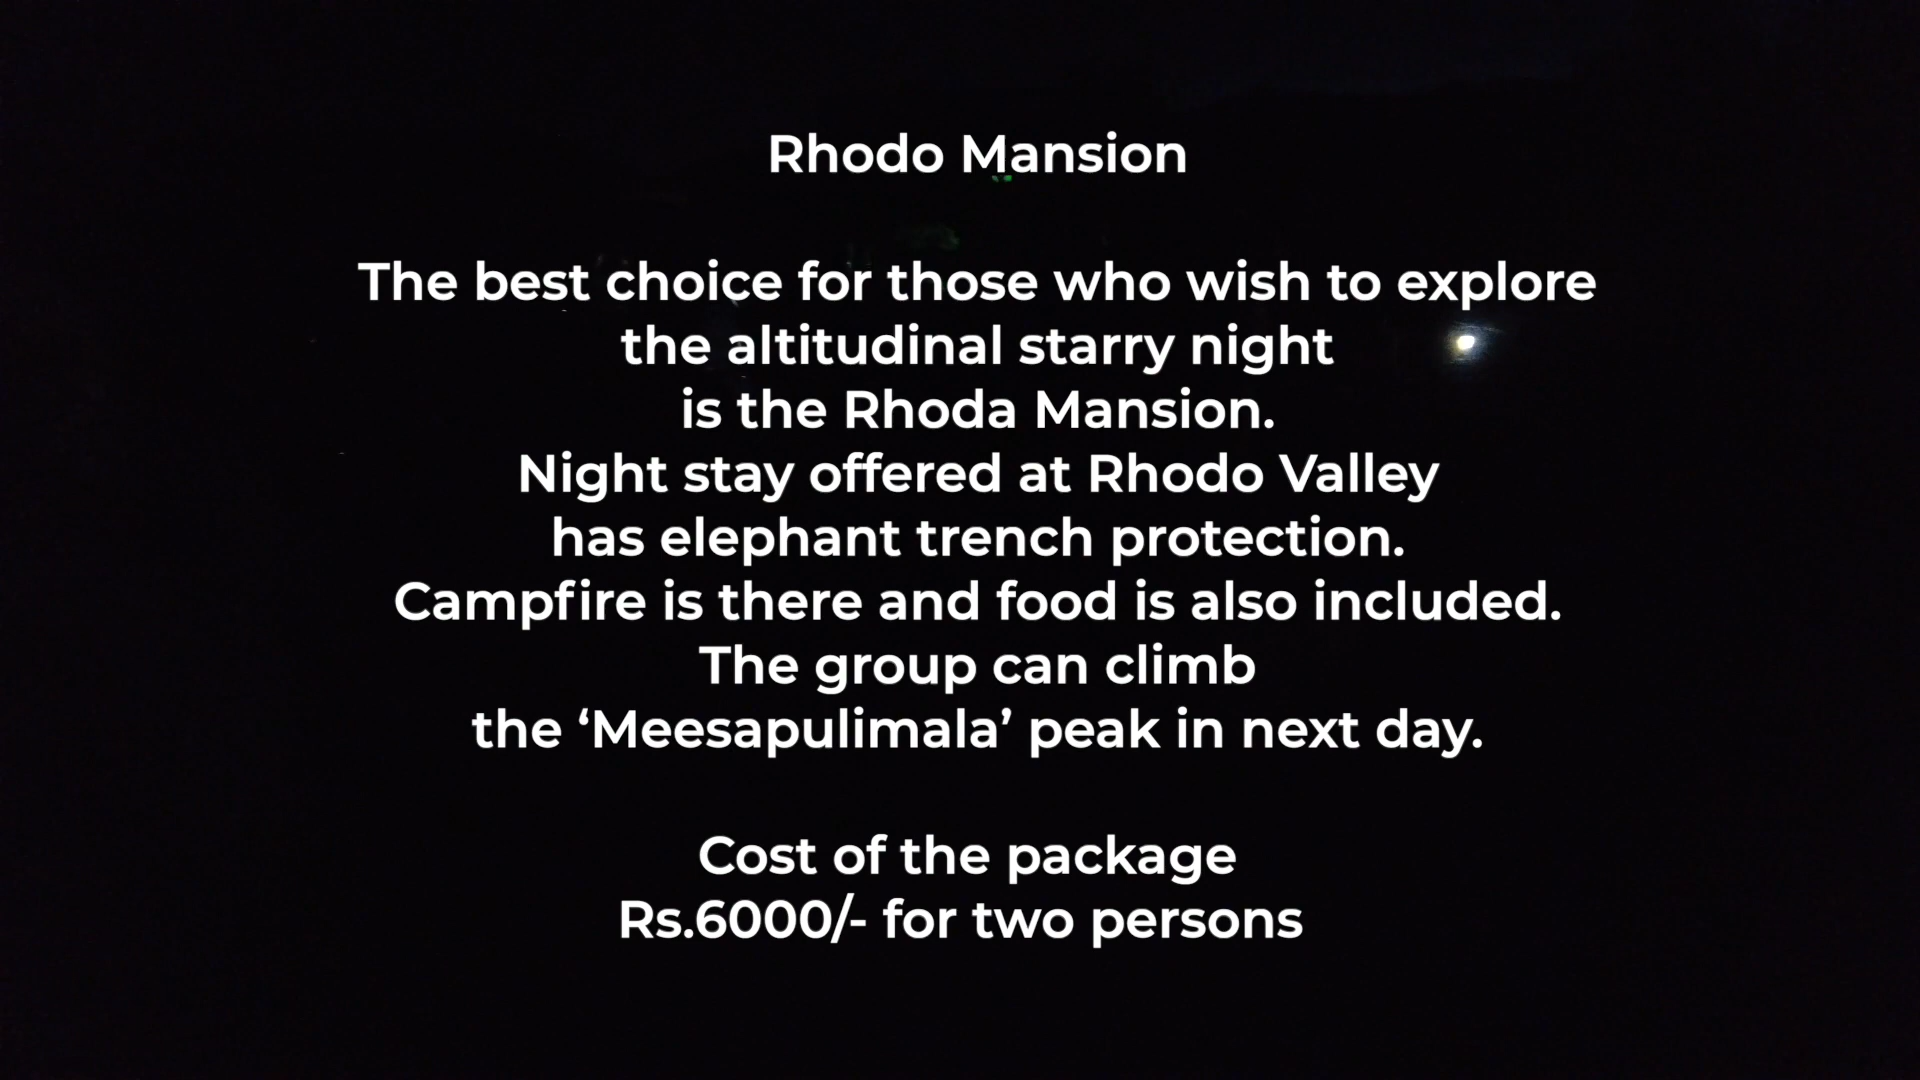 Rhodo Mansion
The best choice for those who wish to explore
the altitudinal starry night
is the Rhoda Mansion.
Night stay offered at Rhodo Valley
has elephant trench protection.
Campfire is there and food is also included.
The group can climb
the ‘Meesapulimala’ peak in next day.
Cost of the package
Rs.6000/- for two persons